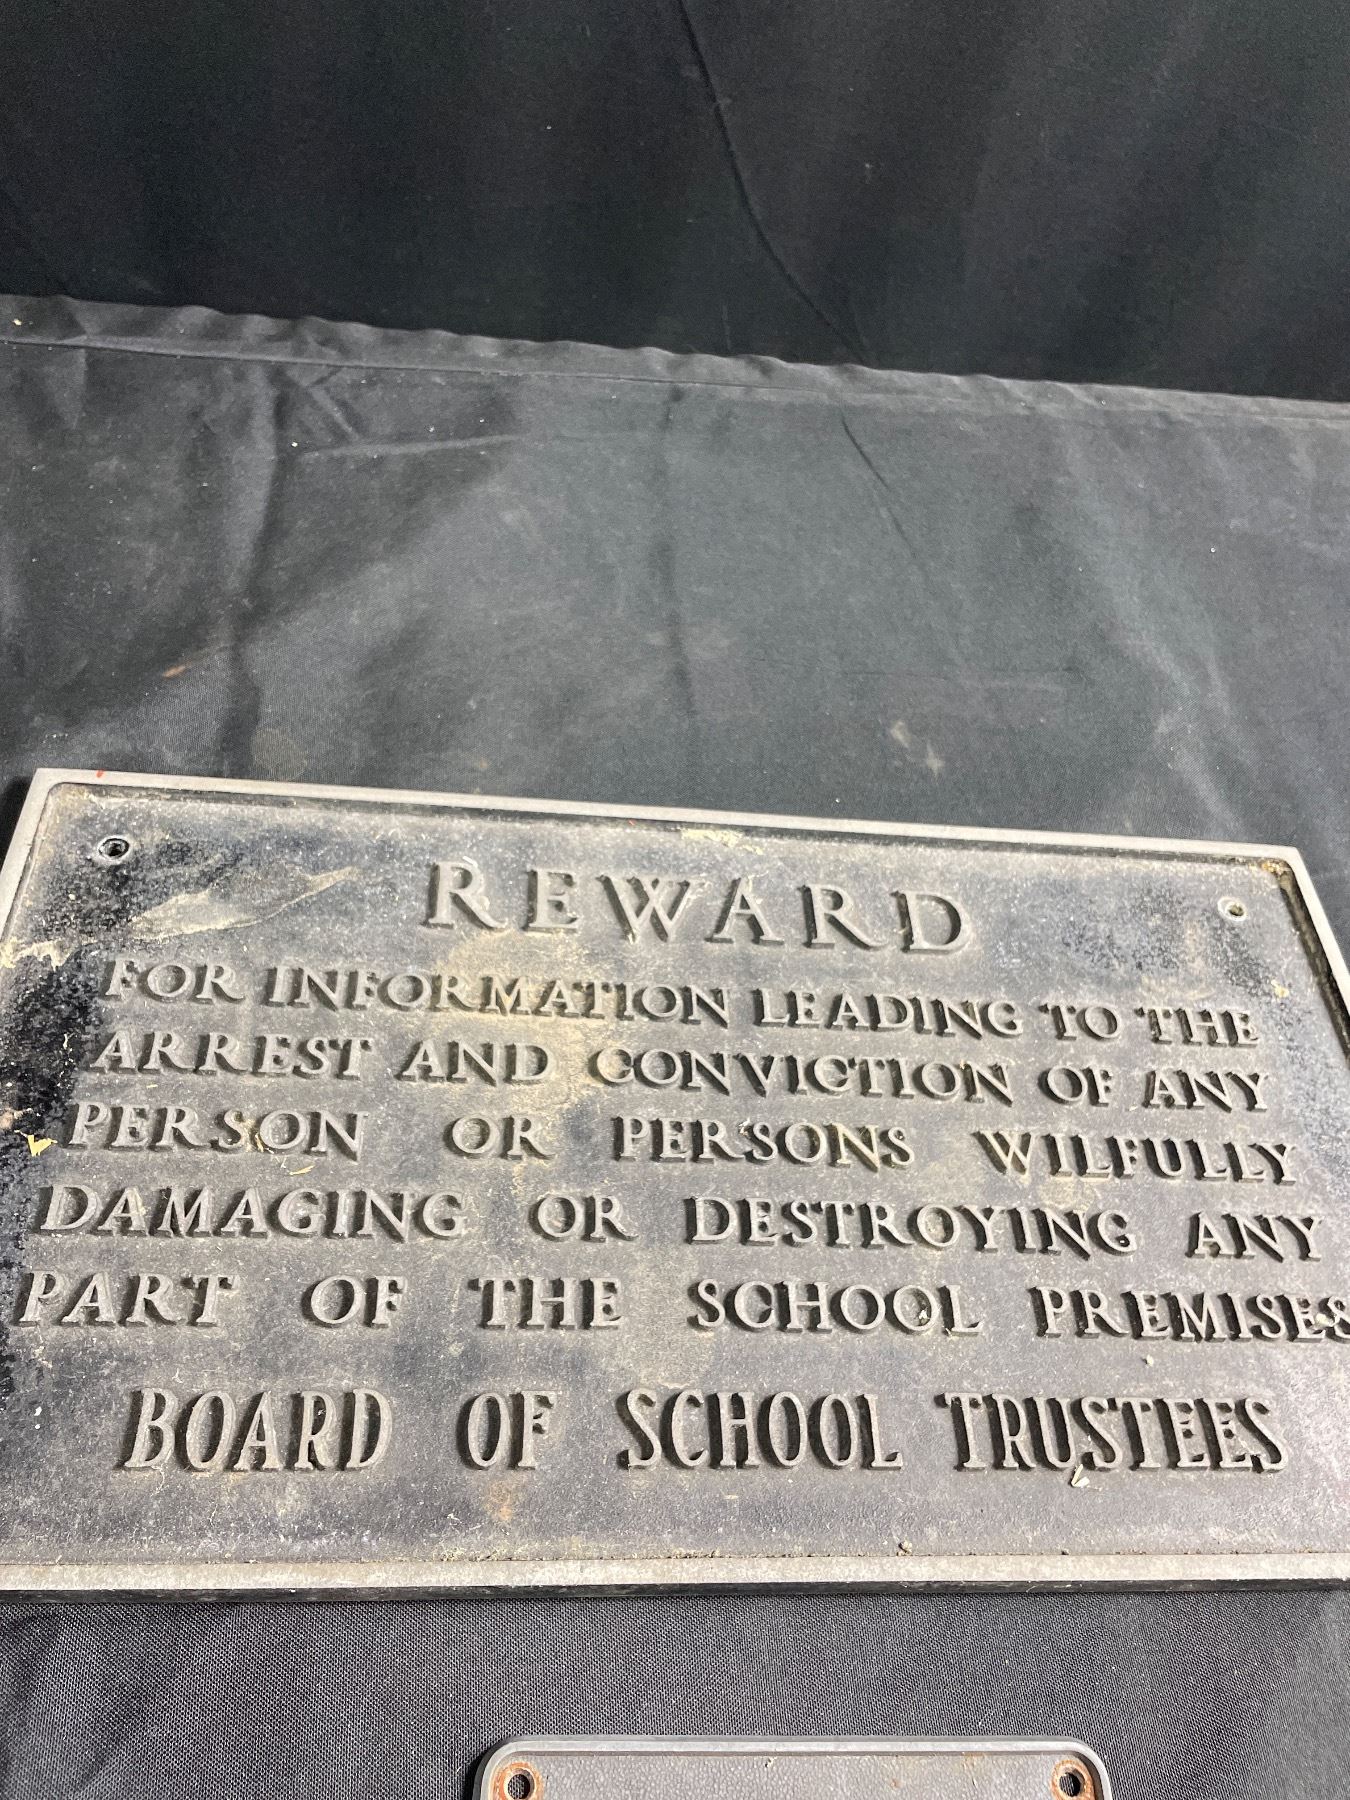 REWARD
FOR INFORMATION LEADING TO THE
ARREST AND CONVICTION OF ANY
PERSON OR PERSONS WILFULLY
DAMAGING OR DESTROYING ANY
PART OF THE SCHOOL PREMISES
BOARD OF SCHOOL TRUSTEES